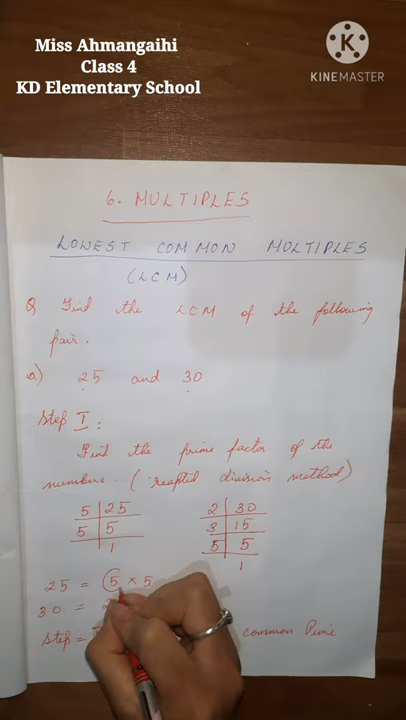 Miss Ahmangaihi
Class 4
KD Elementary School
K
KINEMASTER
6. MULTIPLES
LOWEST COMMON MULTIPLES
(LCM)
Q Find the LCM of the following
pair.
a) 25 and 30
Step I:
Find the prime factor of the
numbers. (reapted division method)
5 25
5 5
1
2 30
3 15
5 5
1
25 = 5 × 5
30 =
Step = common Prime